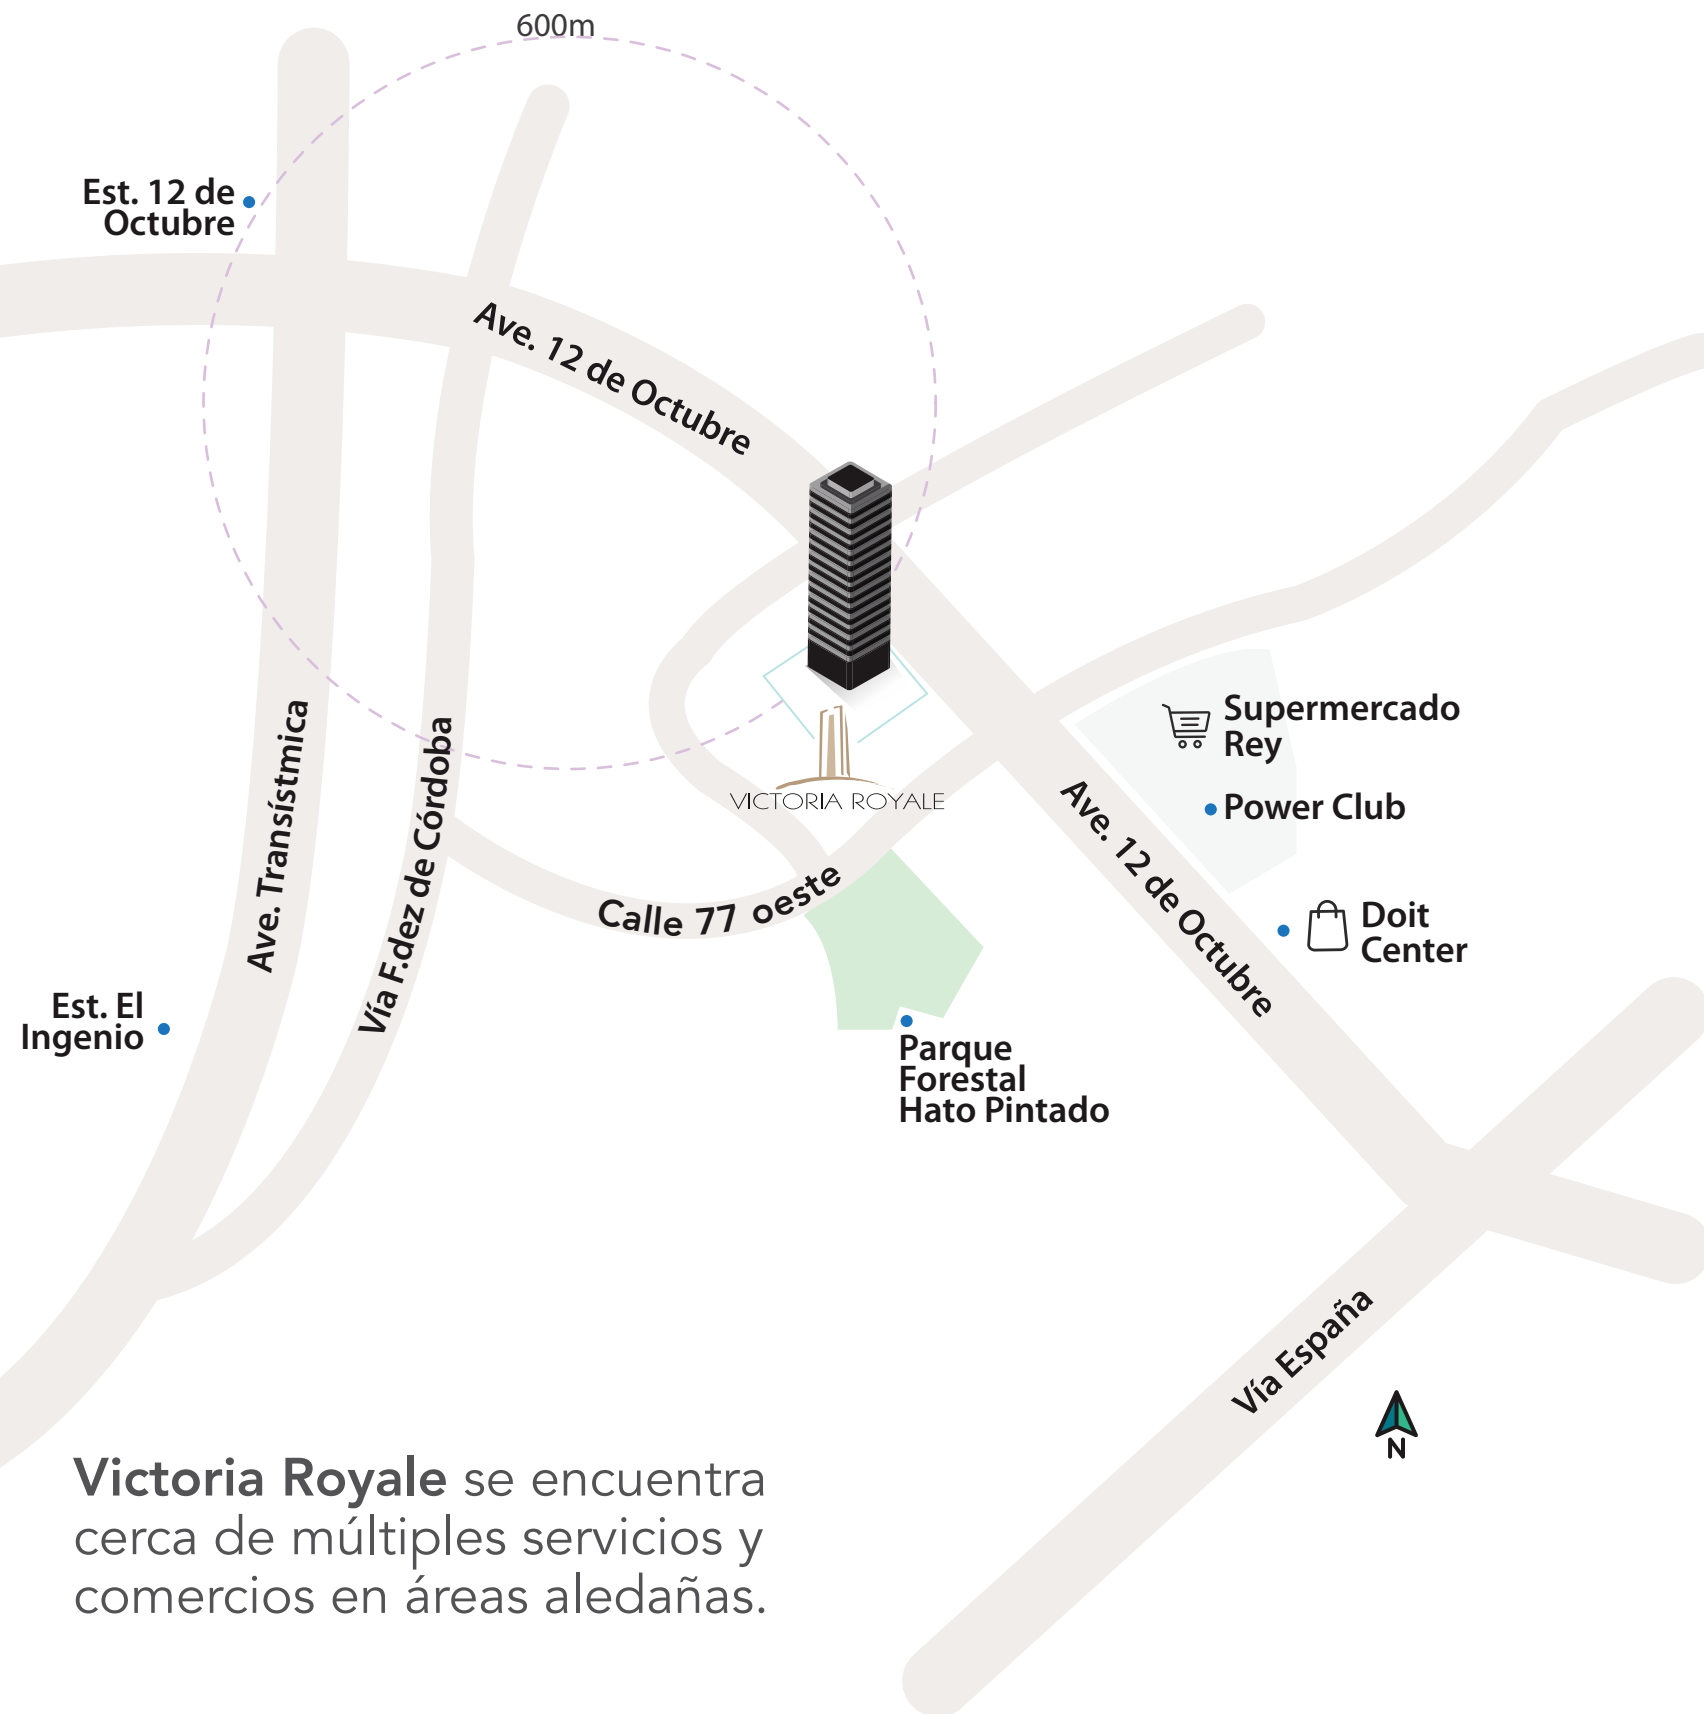 600m
Est. 12 de
Octubre
Ave. 12 de Octubre
Supermercado
Rey
Power Club
VICTORIA ROYALE
Ave. Transístmica
Vía F.dez de Córdoba
Ave. 12 de Octubre
Calle 77 oeste
Doit
Center
Est. El
Ingenio
Parque
Forestal
Hato Pintado
Vía España
N
Victoria Royale se encuentra
cerca de múltiples servicios y
comercios en áreas aledañas.